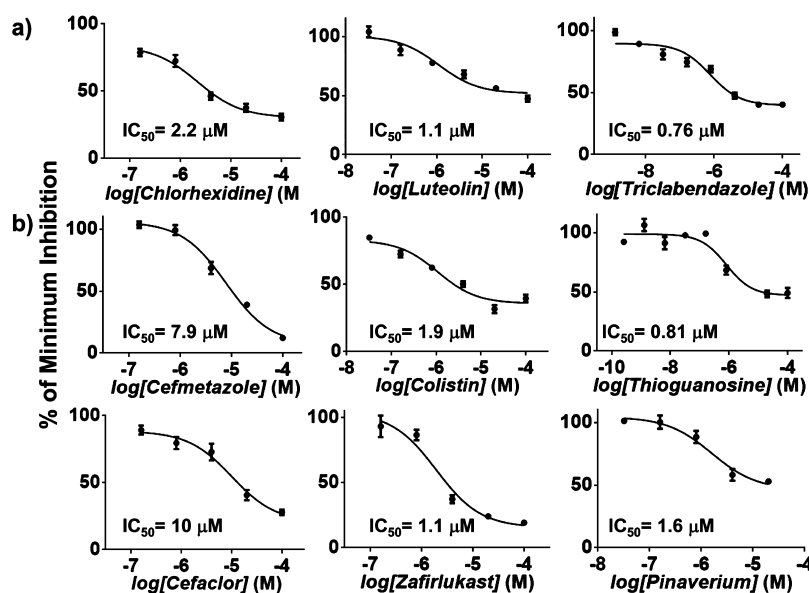 a)
b)
% of Minimum Inhibition
100
50
0
IC50= 2.2 µM
-7 -6 -5 -4
log[Chlorhexidine] (M
100
50
0
IC50= 1.1 µM
-8 -7 -6 -5 -4
log[Luteolin] (M)
100
50
0
IC50= 0.76 µM
-8 -6 -4
log[Triclabendazole] (M)
100
50
0
IC50= 7.9 µM
-7 -6 -5 -4
log[Cefmetazole] (M)
100
50
0
IC50= 1.9 µM
-8 -7 -6 -5 -4
log[Colistin] (M)
100
50
0
IC50= 0.81 µM
-10 -8 -6 -4
log[Thioguanosine] (M)
100
50
0
IC50= 10 µM
-7 -6 -5 -4
log[Cefaclor] (M)
100
50
0
IC50= 1.1 µM
-7 -6 -5 -4
log[Zafirlukast] (M)
100
50
0
IC50= 1.6 µM
-8 -7 -6 -5 -4
log[Pinaverium] (M)